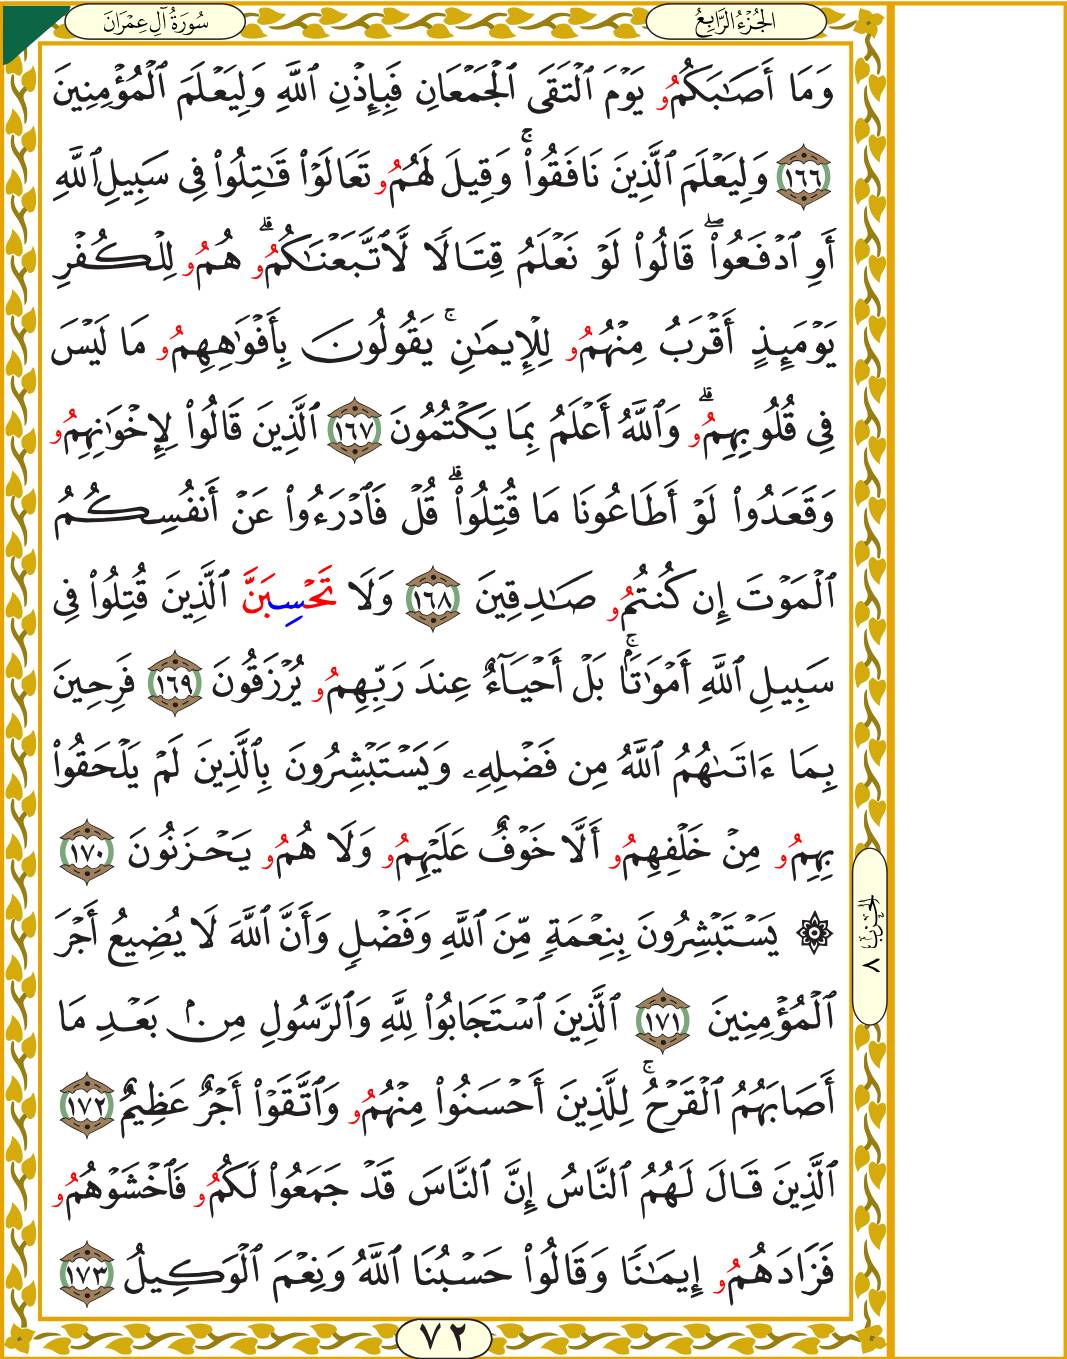 سُورَةُ آلِ عِمْرَانَ
الجُزْءُ الرَّابِعُ
وَمَا أَصَٰبَكُمُۥ يَوْمَ ٱلْتَقَى ٱلْجَمْعَانِ فَبِإِذْنِ ٱللَّهِ وَلِيَعْلَمَ ٱلْمُؤْمِنِينَ
١٦٦ وَلِيَعْلَمَ ٱلَّذِينَ نَافَقُوا۟ۚ وَقِيلَ لَهُمُۥ تَعَالَوْا۟ قَٰتِلُوا۟ فِى سَبِيلِ ٱللَّهِ
أَوِ ٱدْفَعُوا۟ۖ قَالُوا۟ لَوْ نَعْلَمُ قِتَالًا لَّٱتَّبَعْنَٰكُمُۥۗ هُمُۥ لِلْكُفْرِ
يَوْمَئِذٍ أَقْرَبُ مِنْهُمُۥ لِلْإِيمَٰنِۚ يَقُولُونَ بِأَفْوَٰهِهِمُۥ مَا لَيْسَ
فِى قُلُوبِهِمُۥۗ وَٱللَّهُ أَعْلَمُ بِمَا يَكْتُمُونَ ١٦٧ ٱلَّذِينَ قَالُوا۟ لِإِخْوَٰنِهِمُۥ
وَقَعَدُوا۟ لَوْ أَطَاعُونَا مَا قُتِلُوا۟ۗ قُلْ فَٱدْرَءُوا۟ عَنْ أَنفُسِكُمُ
ٱلْمَوْتَ إِن كُنتُمُۥ صَٰدِقِينَ ١٦٨ وَلَا تَحْسِبَنَّ ٱلَّذِينَ قُتِلُوا۟ فِى
سَبِيلِ ٱللَّهِ أَمْوَٰتًۢاۚ بَلْ أَحْيَآءٌ عِندَ رَبِّهِمُۥ يُرْزَقُونَ ١٦٩ فَرِحِينَ
بِمَا ءَاتَىٰهُمُ ٱللَّهُ مِن فَضْلِهِۦ وَيَسْتَبْشِرُونَ بِٱلَّذِينَ لَمْ يَلْحَقُوا۟
بِهِمُۥ مِنْ خَلْفِهِمُۥ أَلَّا خَوْفٌ عَلَيْهِمُۥ وَلَا هُمُۥ يَحْزَنُونَ ١٧٠
۞ يَسْتَبْشِرُونَ بِنِعْمَةٍ مِّنَ ٱللَّهِ وَفَضْلٍ وَأَنَّ ٱللَّهَ لَا يُضِيعُ أَجْرَ
ٱلْمُؤْمِنِينَ ١٧١ ٱلَّذِينَ ٱسْتَجَابُوا۟ لِلَّهِ وَٱلرَّسُولِ مِنۢ بَعْدِ مَا
أَصَابَهُمُ ٱلْقَرْحُۚ لِلَّذِينَ أَحْسَنُوا۟ مِنْهُمُۥ وَٱتَّقَوْا۟ أَجْرٌ عَظِيمٌ ١٧٢
ٱلَّذِينَ قَالَ لَهُمُ ٱلنَّاسُ إِنَّ ٱلنَّاسَ قَدْ جَمَعُوا۟ لَكُمُۥ فَٱخْشَوْهُمُۥ
فَزَادَهُمُۥ إِيمَٰنًا وَقَالُوا۟ حَسْبُنَا ٱللَّهُ وَنِعْمَ ٱلْوَكِيلُ ١٧٣
الحزب ٧
٧٢